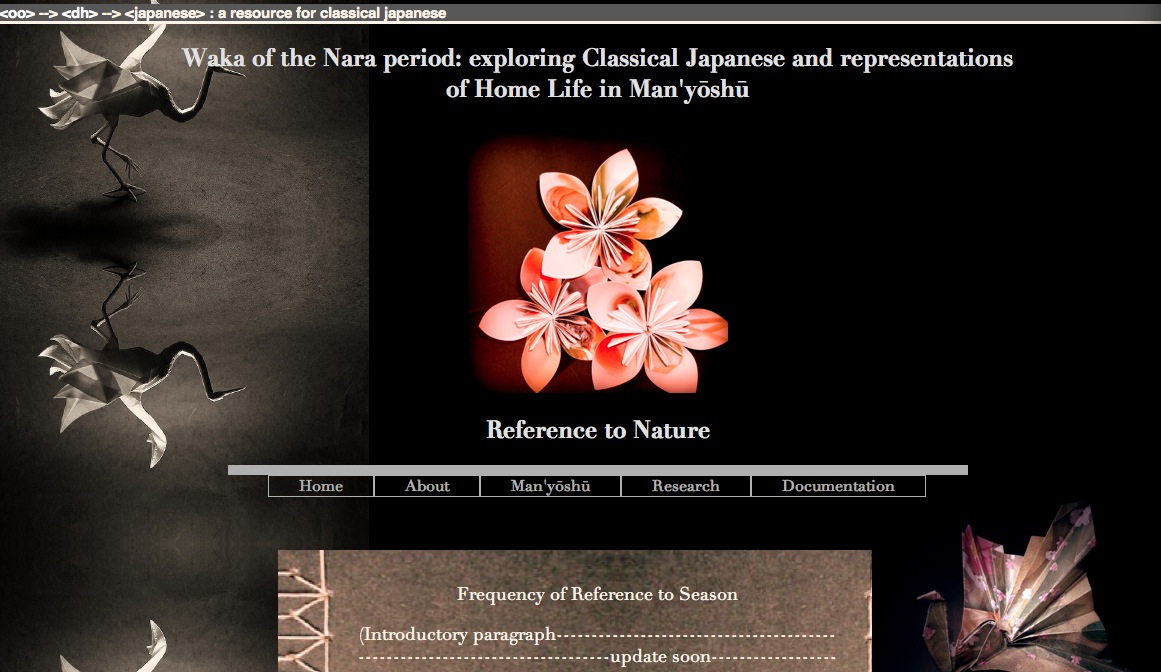 <oo> --> <dh> --> <japanese> : a resource for classical japanese
Waka of the Nara period: exploring Classical Japanese and representations
of Home Life in Man'yōshū
Reference to Nature
Home About Man'yōshū Research Documentation
Frequency of Reference to Season
(Introductory paragraph----------------------------------------
------------------------------------update soon------------------